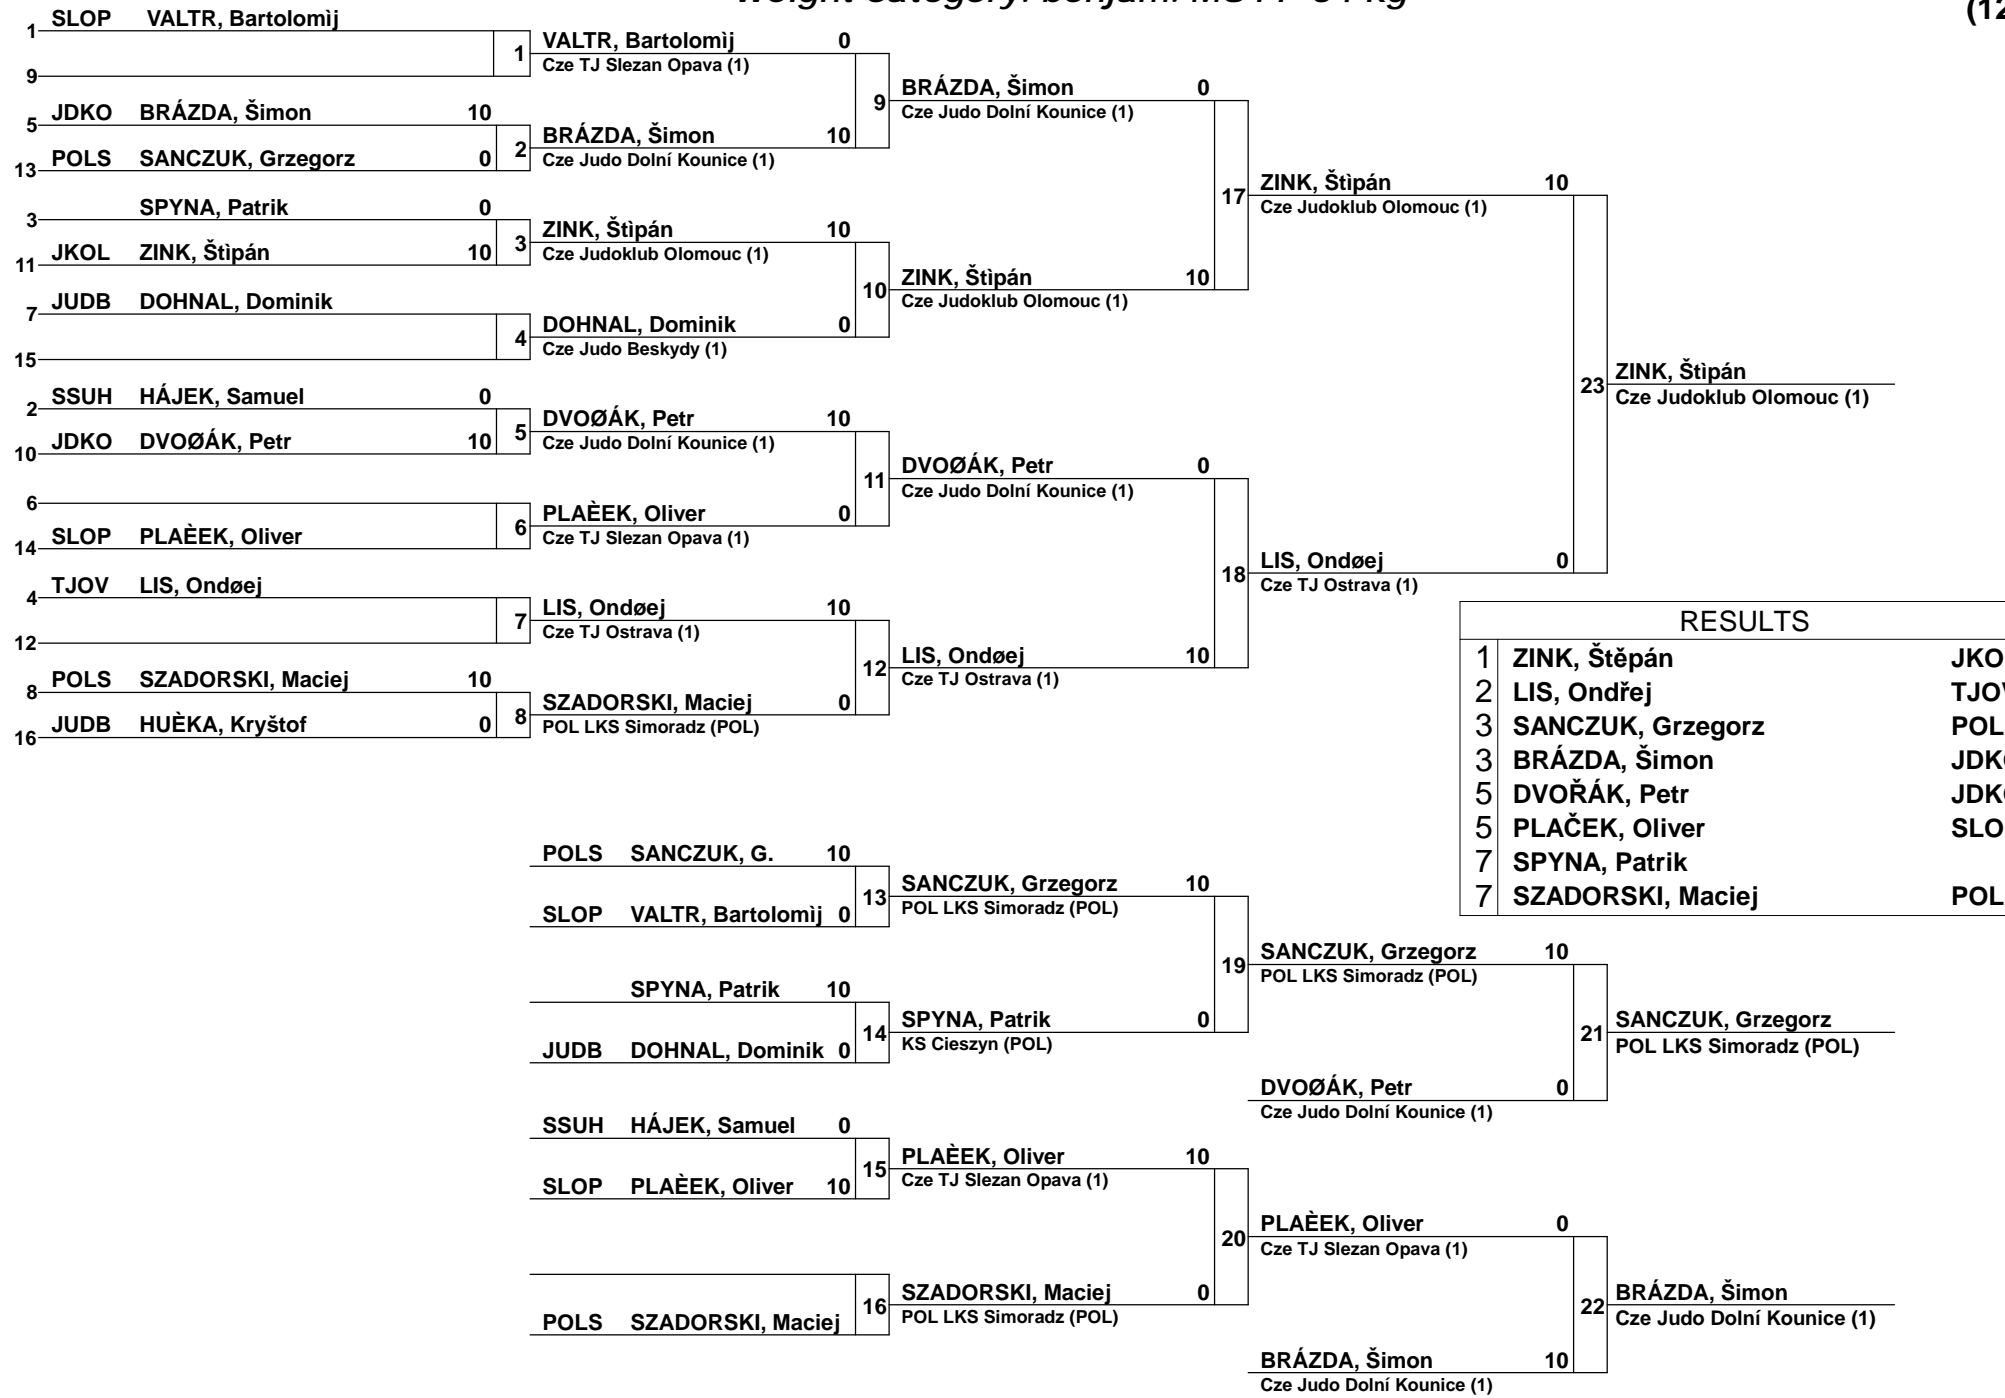 (12
1 SLOP VALTR, Bartolomìj
9
1
5 JDKO BRÁZDA, Šimon 10
13 POLS SANCZUK, Grzegorz 0
2
3 SPYNA, Patrik 0
11 JKOL ZINK, Štìpán 10
3
7 JUDB DOHNAL, Dominik
15
4
2 SSUH HÁJEK, Samuel 0
10 JDKO DVOØÁK, Petr 10
5
6
14 SLOP PLAÈEK, Oliver
6
4 TJOV LIS, Ondøej
12
7
8 POLS SZADORSKI, Maciej 10
16 JUDB HUÈKA, Kryštof 0
8
VALTR, Bartolomìj 0
Cze TJ Slezan Opava (1)
BRÁZDA, Šimon 10
Cze Judo Dolní Kounice (1)
9
ZINK, Štìpán 10
Cze Judoklub Olomouc (1)
DOHNAL, Dominik 0
Cze Judo Beskydy (1)
10
DVOØÁK, Petr 10
Cze Judo Dolní Kounice (1)
PLAÈEK, Oliver 0
Cze TJ Slezan Opava (1)
11
LIS, Ondøej 10
Cze TJ Ostrava (1)
SZADORSKI, Maciej 0
POL LKS Simoradz (POL)
12
BRÁZDA, Šimon 0
Cze Judo Dolní Kounice (1)
ZINK, Štìpán 10
Cze Judoklub Olomouc (1)
17
DVOØÁK, Petr 0
Cze Judo Dolní Kounice (1)
LIS, Ondøej 10
Cze TJ Ostrava (1)
18
ZINK, Štìpán 10
Cze Judoklub Olomouc (1)
LIS, Ondøej 0
Cze TJ Ostrava (1)
23
ZINK, Štìpán
Cze Judoklub Olomouc (1)
RESULTS
1 ZINK, Štěpán JKO
2 LIS, Ondřej TJOV
3 SANCZUK, Grzegorz POL
3 BRÁZDA, Šimon JDKO
5 DVOŘÁK, Petr JDKO
5 PLAČEK, Oliver SLO
7 SPYNA, Patrik
7 SZADORSKI, Maciej POL
POLS SANCZUK, G. 10
SLOP VALTR, Bartolomìj 0
13
SPYNA, Patrik 10
JUDB DOHNAL, Dominik 0
14
SSUH HÁJEK, Samuel 0
SLOP PLAÈEK, Oliver 10
15
POLS SZADORSKI, Maciej
16
SANCZUK, Grzegorz 10
POL LKS Simoradz (POL)
SPYNA, Patrik 0
KS Cieszyn (POL)
19
PLAÈEK, Oliver 10
Cze TJ Slezan Opava (1)
SZADORSKI, Maciej 0
POL LKS Simoradz (POL)
20
SANCZUK, Grzegorz 10
POL LKS Simoradz (POL)
DVOØÁK, Petr 0
Cze Judo Dolní Kounice (1)
21
PLAÈEK, Oliver 0
Cze TJ Slezan Opava (1)
BRÁZDA, Šimon 10
Cze Judo Dolní Kounice (1)
22
SANCZUK, Grzegorz
POL LKS Simoradz (POL)
BRÁZDA, Šimon
Cze Judo Dolní Kounice (1)